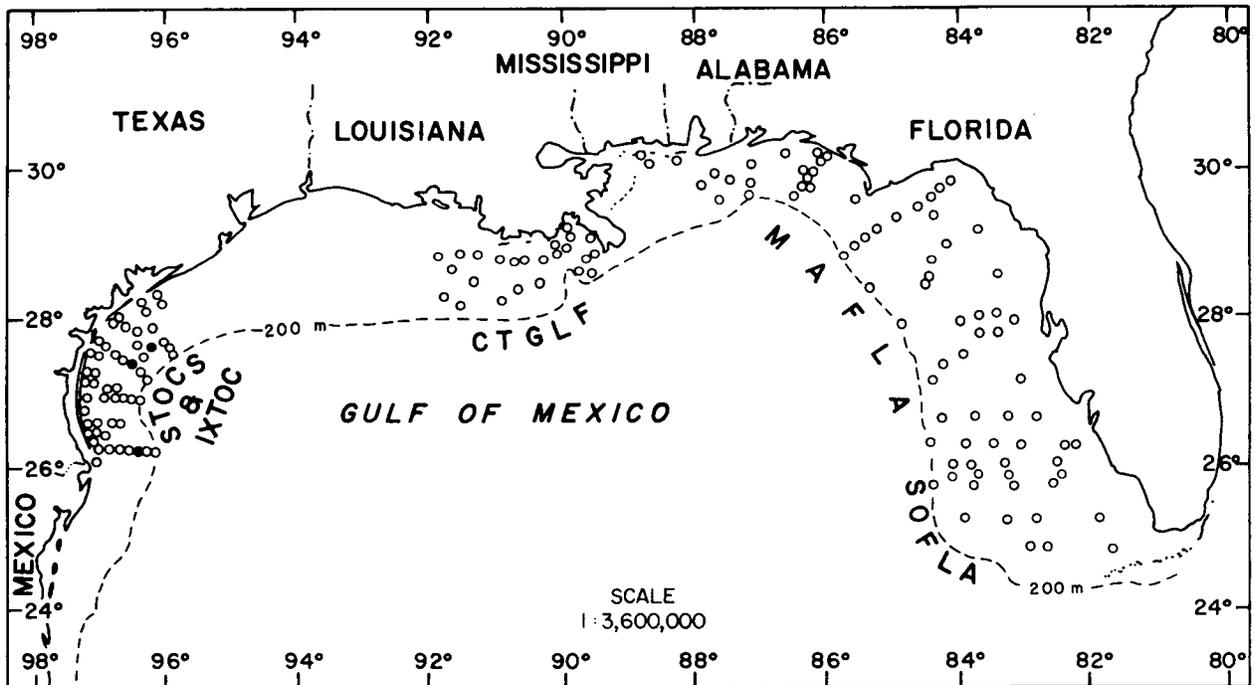 98° 96° 94° 92° 90° 88° 86° 84° 82° 80°
MISSISSIPPI ALABAMA
TEXAS LOUISIANA FLORIDA
30° 30°
MAFLA
28° 28°
200 m
CTGLF
STOCS
&
IXTOC
GULF OF MEXICO
26° 26°
SOFLA
MEXICO
200 m
SCALE
1:3,600,000
24° 24°
98° 96° 94° 92° 90° 88° 86° 84° 82° 80°